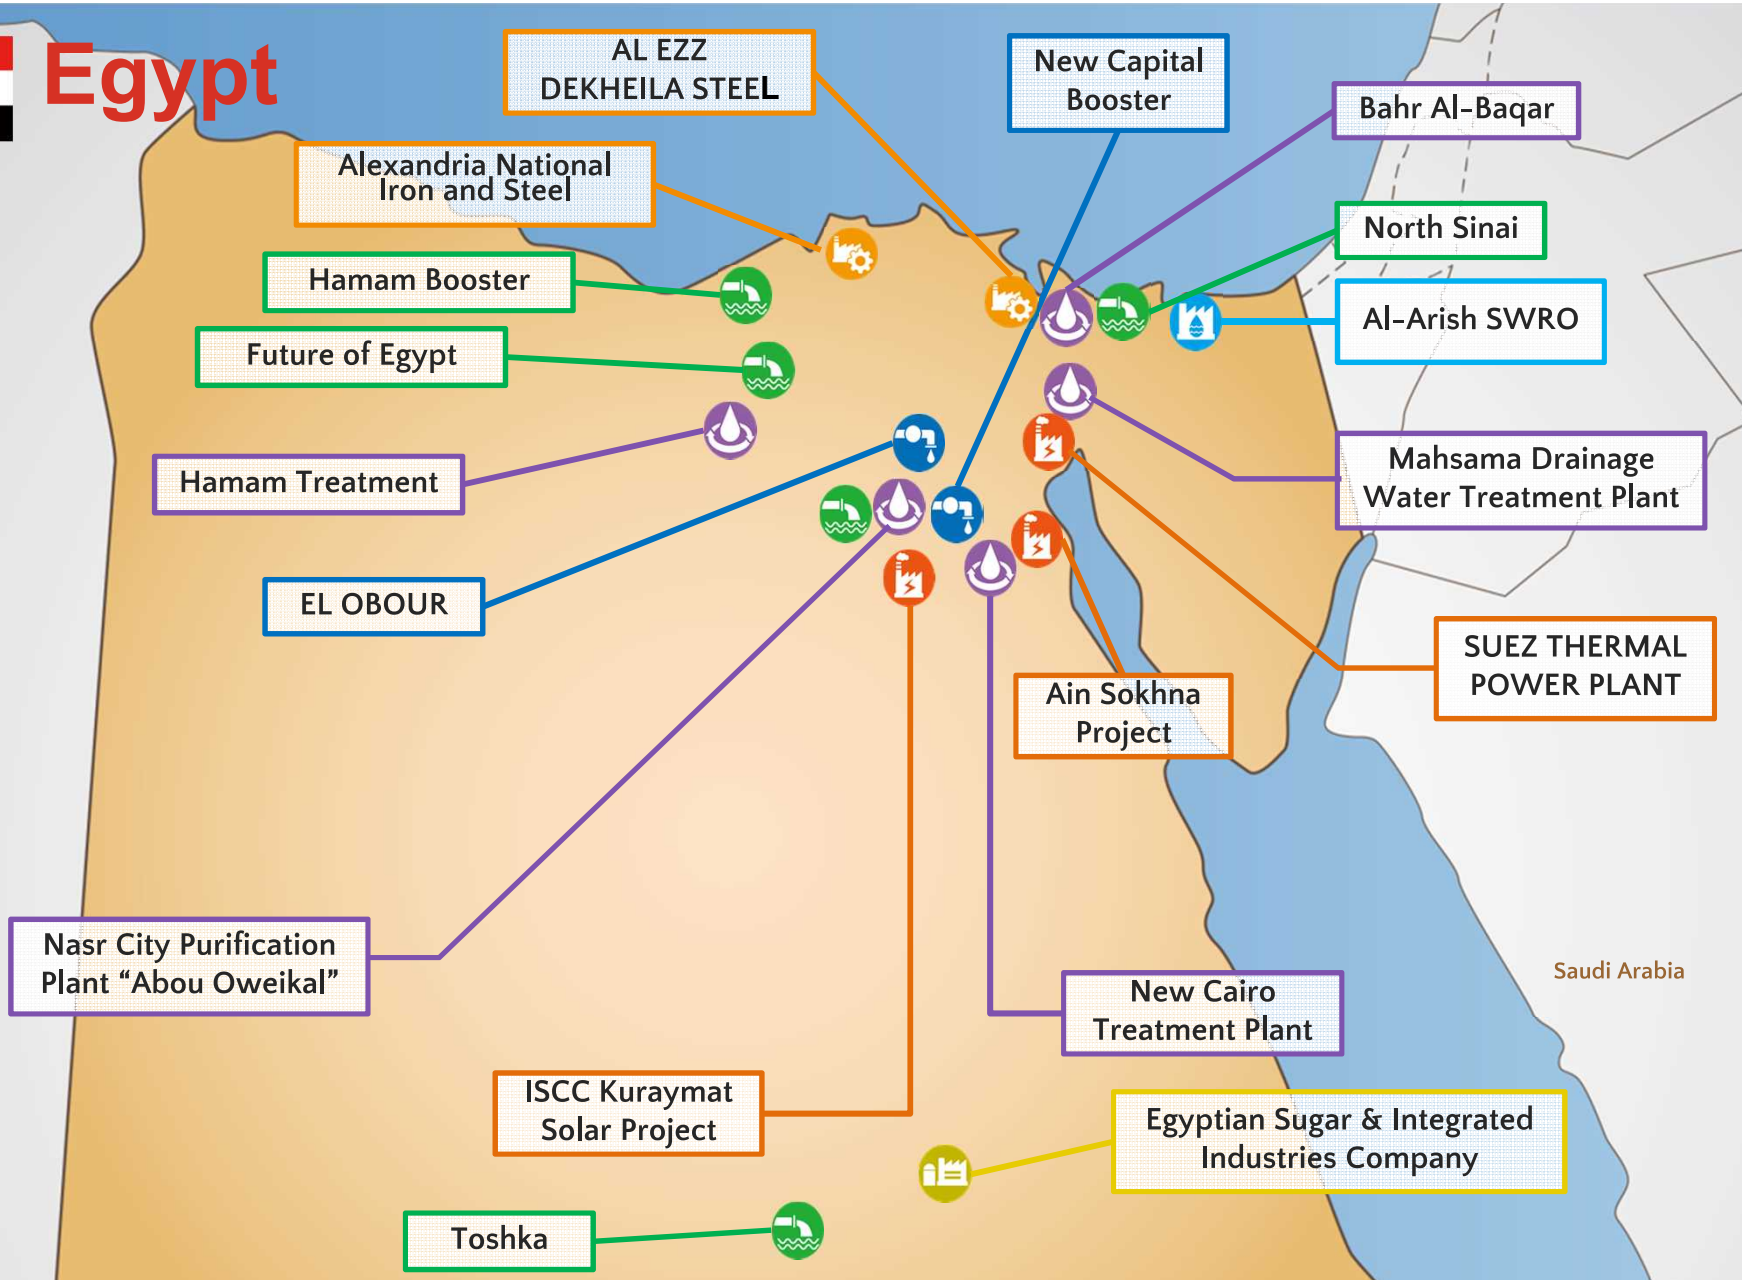 Egypt
AL EZZ
DEKHEILA STEEL
New Capital
Booster
Bahr Al-Baqar
Alexandria National
Iron and Steel
North Sinai
Hamam Booster
Al-Arish SWRO
Future of Egypt
Hamam Treatment
Mahsama Drainage
Water Treatment Plant
EL OBOUR
SUEZ THERMAL
POWER PLANT
Ain Sokhna
Project
Nasr City Purification
Plant “Abou Oweikal”
Saudi Arabia
New Cairo
Treatment Plant
ISCC Kuraymat
Solar Project
Egyptian Sugar & Integrated
Industries Company
Toshka